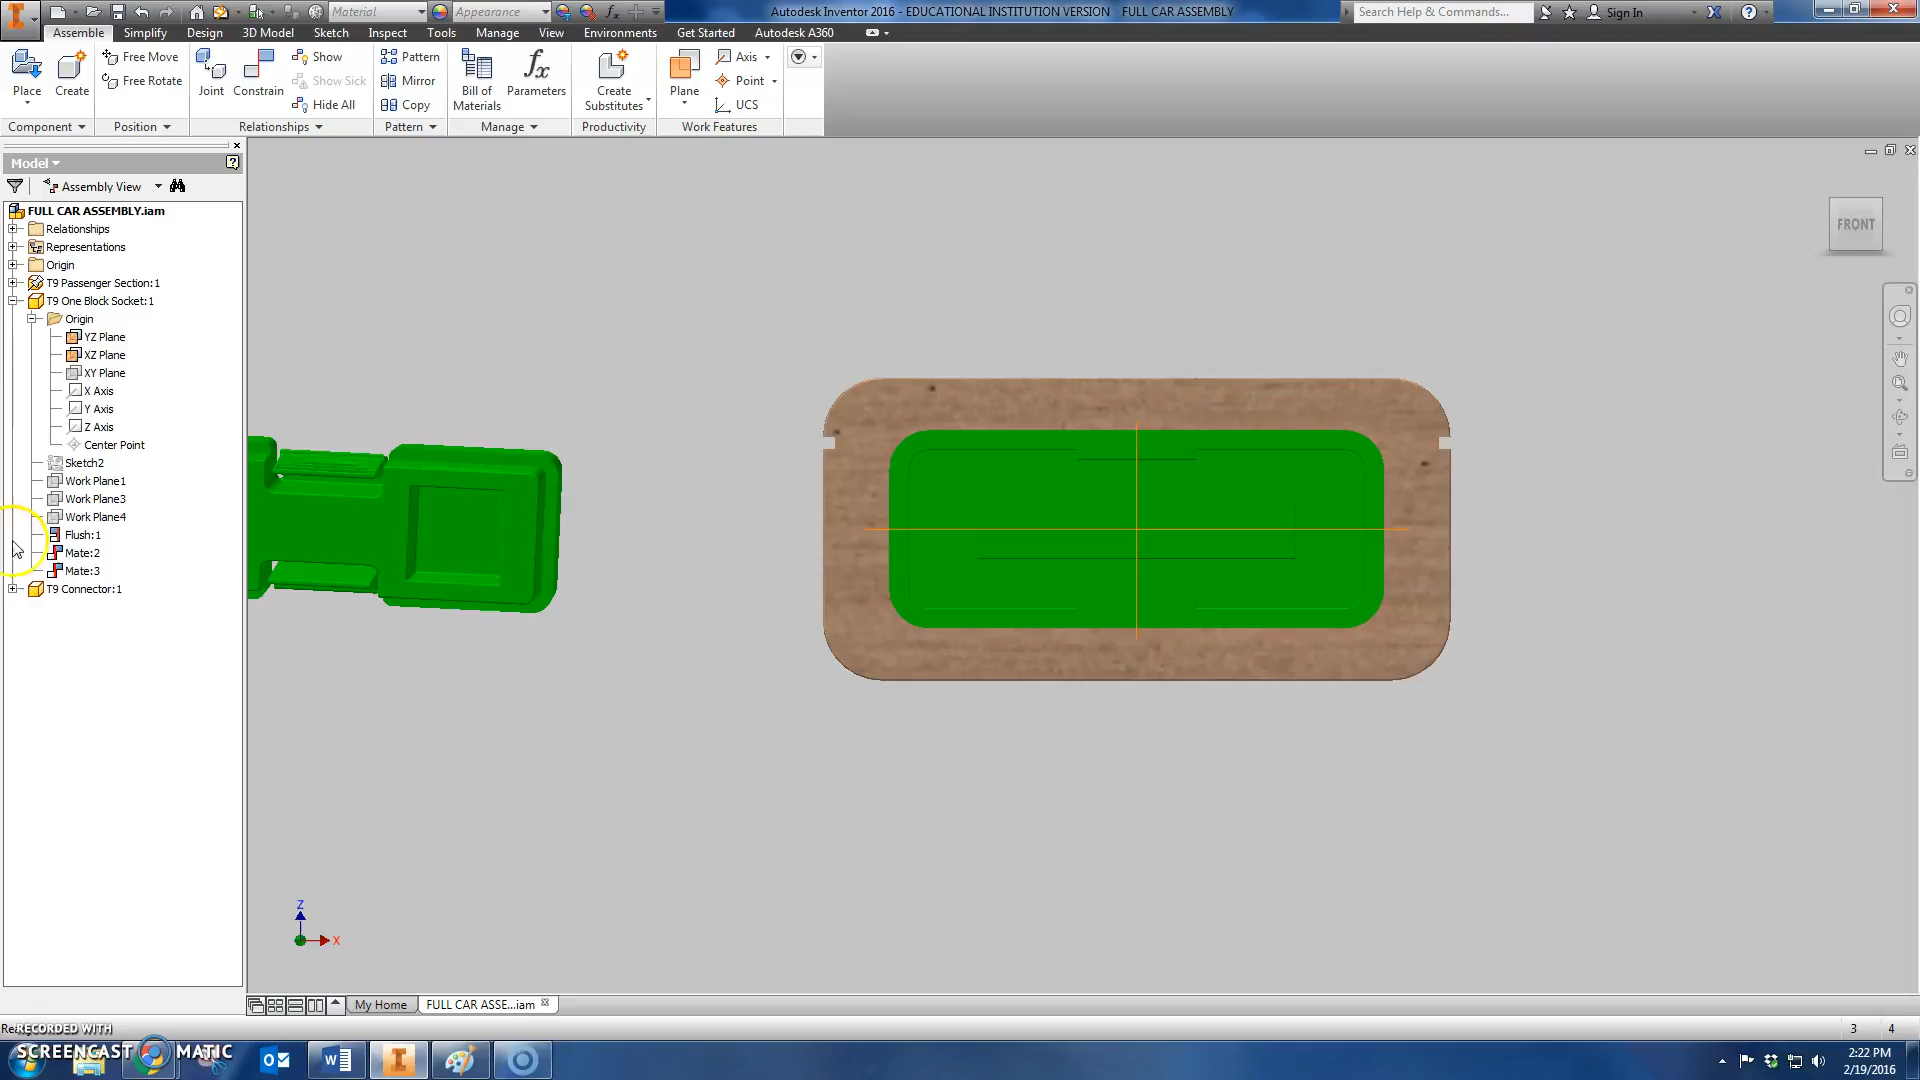 Material
Appearance
Autodesk Inventor 2016 - EDUCATIONAL INSTITUTION VERSION FULL CAR ASSEMBLY
Search Help & Commands...
Sign In
Assemble Simplify Design 3D Model Sketch Inspect Tools Manage View Environments Get Started Autodesk A360
Place
Create
Free Move
Free Rotate
Joint
Constrain
Show
Show Sick
Hide All
Pattern
Mirror
Copy
Bill of
Materials
Parameters
Create
Substitutes
Plane
Axis
Point
UCS
Component Position Relationships Pattern Manage Productivity Work Features
Model
Assembly View
FULL CAR ASSEMBLY.iam
Relationships
Representations
Origin
T9 Passenger Section:1
T9 One Block Socket:1
Origin
YZ Plane
XZ Plane
XY Plane
X Axis
Y Axis
Z Axis
Center Point
Sketch2
Work Plane1
Work Plane3
Work Plane4
Flush:1
Mate:2
Mate:3
T9 Connector:1
FRONT
Z
X
My Home
FULL CAR ASSE...iam
3 4
RECORDED WITH
SCREENCAST MATIC
2:22 PM
2/19/2016